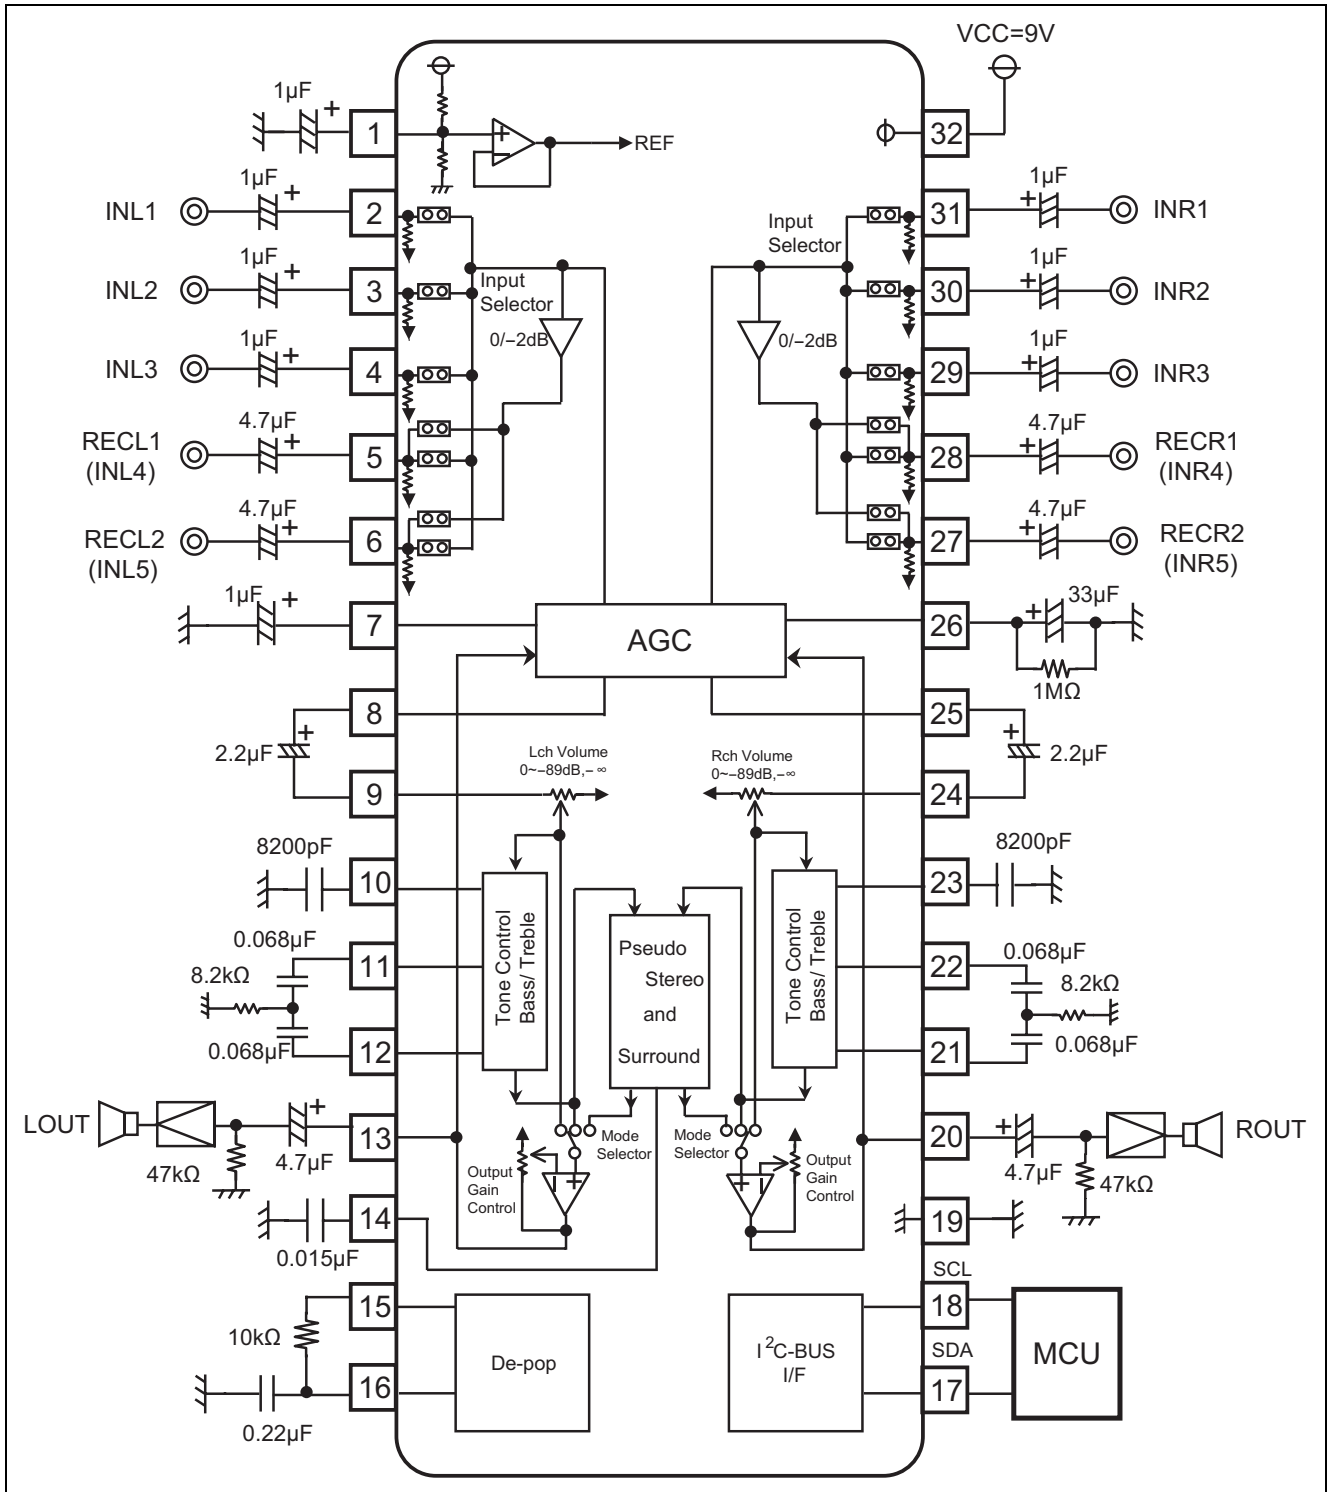 VCC=9V
1µF
+
1
+
−
REF
32
1µF
+
INL1
2
31
+
1µF
INR1
Input
Selector
1µF
+
INL2
3
Input
Selector
30
+
1µF
INR2
0/−2dB
0/−2dB
1µF
+
INL3
4
29
+
1µF
INR3
4.7µF
+
RECL1
(INL4)
5
28
+
4.7µF
RECR1
(INR4)
4.7µF
+
RECL2
(INL5)
6
27
+
4.7µF
RECR2
(INR5)
1µF
+
7
AGC
26
+
33µF
1MΩ
8
+
2.2µF
9
25
+
2.2µF
24
Lch Volume
0~−89dB,−∞
Rch Volume
0~−89dB,−∞
8200pF
10
23
8200pF
0.068µF
11
8.2kΩ
0.068µF
12
Tone Control
Bass/ Treble
Pseudo
Stereo
and
Surround
Tone Control
Bass/ Treble
22
0.068µF
8.2kΩ
21
0.068µF
LOUT
+
4.7µF
47kΩ
13
Mode
Selector
Mode
Selector
Output
Gain
Control
−
+
+
−
Output
Gain
Control
20
+
4.7µF
47kΩ
ROUT
14
0.015µF
19
SCL
15
10kΩ
De-pop
16
0.22µF
I²C-BUS
I/F
18
SDA
17
MCU